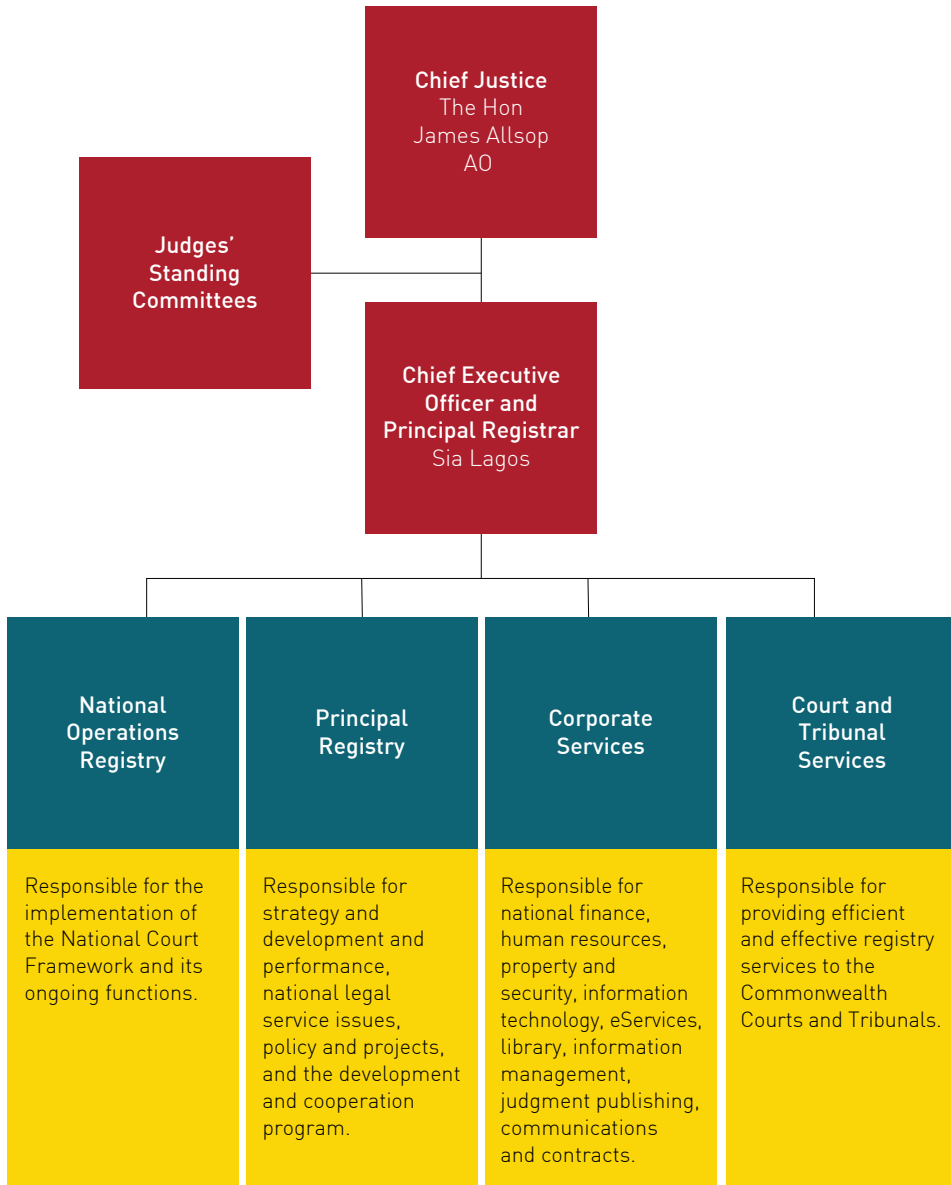 Chief Justice
The Hon
James Allsop
AO
Judges’
Standing
Committees
Chief Executive
Officer and
Principal Registrar
Sia Lagos
National
Operations
Registry
Responsible for the
implementation of
the National Court
Framework and its
ongoing functions.
Principal
Registry
Responsible for
strategy and
development and
performance,
national legal
service issues,
policy and projects,
and the development
and cooperation
program.
Corporate
Services
Responsible for
national finance,
human resources,
property and
security, information
technology, eServices,
library, information
management,
judgment publishing,
communications
and contracts.
Court and
Tribunal
Services
Responsible for
providing efficient
and effective registry
services to the
Commonwealth
Courts and Tribunals.